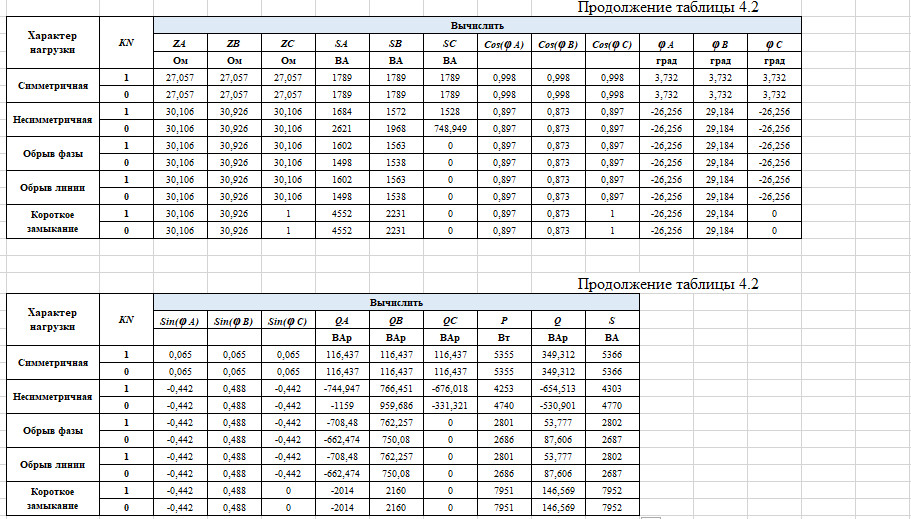 Продолжение таблицы 4.2
Характер нагрузки KN Вычислить
ZA ZB ZC SA SB SC Cos(φ A) Cos(φ B) Cos(φ C) φ A φ B φ C
Ом Ом Ом ВА ВА ВА град град град
Симметричная 1 27,057 27,057 27,057 1789 1789 1789 0,998 0,998 0,998 3,732 3,732 3,732
0 27,057 27,057 27,057 1789 1789 1789 0,998 0,998 0,998 3,732 3,732 3,732
Несимметричная 1 30,106 30,926 30,106 1684 1572 1528 0,897 0,873 0,897 -26,256 29,184 -26,256
0 30,106 30,926 30,106 2621 1968 748,949 0,897 0,873 0,897 -26,256 29,184 -26,256
Обрыв фазы 1 30,106 30,926 30,106 1602 1563 0 0,897 0,873 0,897 -26,256 29,184 -26,256
0 30,106 30,926 30,106 1498 1538 0 0,897 0,873 0,897 -26,256 29,184 -26,256
Обрыв линии 1 30,106 30,926 30,106 1602 1563 0 0,897 0,873 0,897 -26,256 29,184 -26,256
0 30,106 30,926 30,106 1498 1538 0 0,897 0,873 0,897 -26,256 29,184 -26,256
Короткое замыкание 1 30,106 30,926 1 4552 2231 0 0,897 0,873 1 -26,256 29,184 0
0 30,106 30,926 1 4552 2231 0 0,897 0,873 1 -26,256 29,184 0
Продолжение таблицы 4.2
Характер нагрузки KN Вычислить
Sin(φ A) Sin(φ B) Sin(φ C) QA QB QC P Q S
ВАр ВАр ВАр Вт ВАр ВА
Симметричная 1 0,065 0,065 0,065 116,437 116,437 116,437 5355 349,312 5366
0 0,065 0,065 0,065 116,437 116,437 116,437 5355 349,312 5366
Несимметричная 1 -0,442 0,488 -0,442 -744,947 766,451 -676,018 4253 -654,513 4303
0 -0,442 0,488 -0,442 -1159 959,686 -331,321 4740 -530,901 4770
Обрыв фазы 1 -0,442 0,488 -0,442 -708,48 762,257 0 2801 53,777 2802
0 -0,442 0,488 -0,442 -662,474 750,08 0 2686 87,606 2687
Обрыв линии 1 -0,442 0,488 -0,442 -708,48 762,257 0 2801 53,777 2802
0 -0,442 0,488 -0,442 -662,474 750,08 0 2686 87,606 2687
Короткое замыкание 1 -0,442 0,488 0 -2014 2160 0 7951 146,569 7952
0 -0,442 0,488 0 -2014 2160 0 7951 146,569 7952